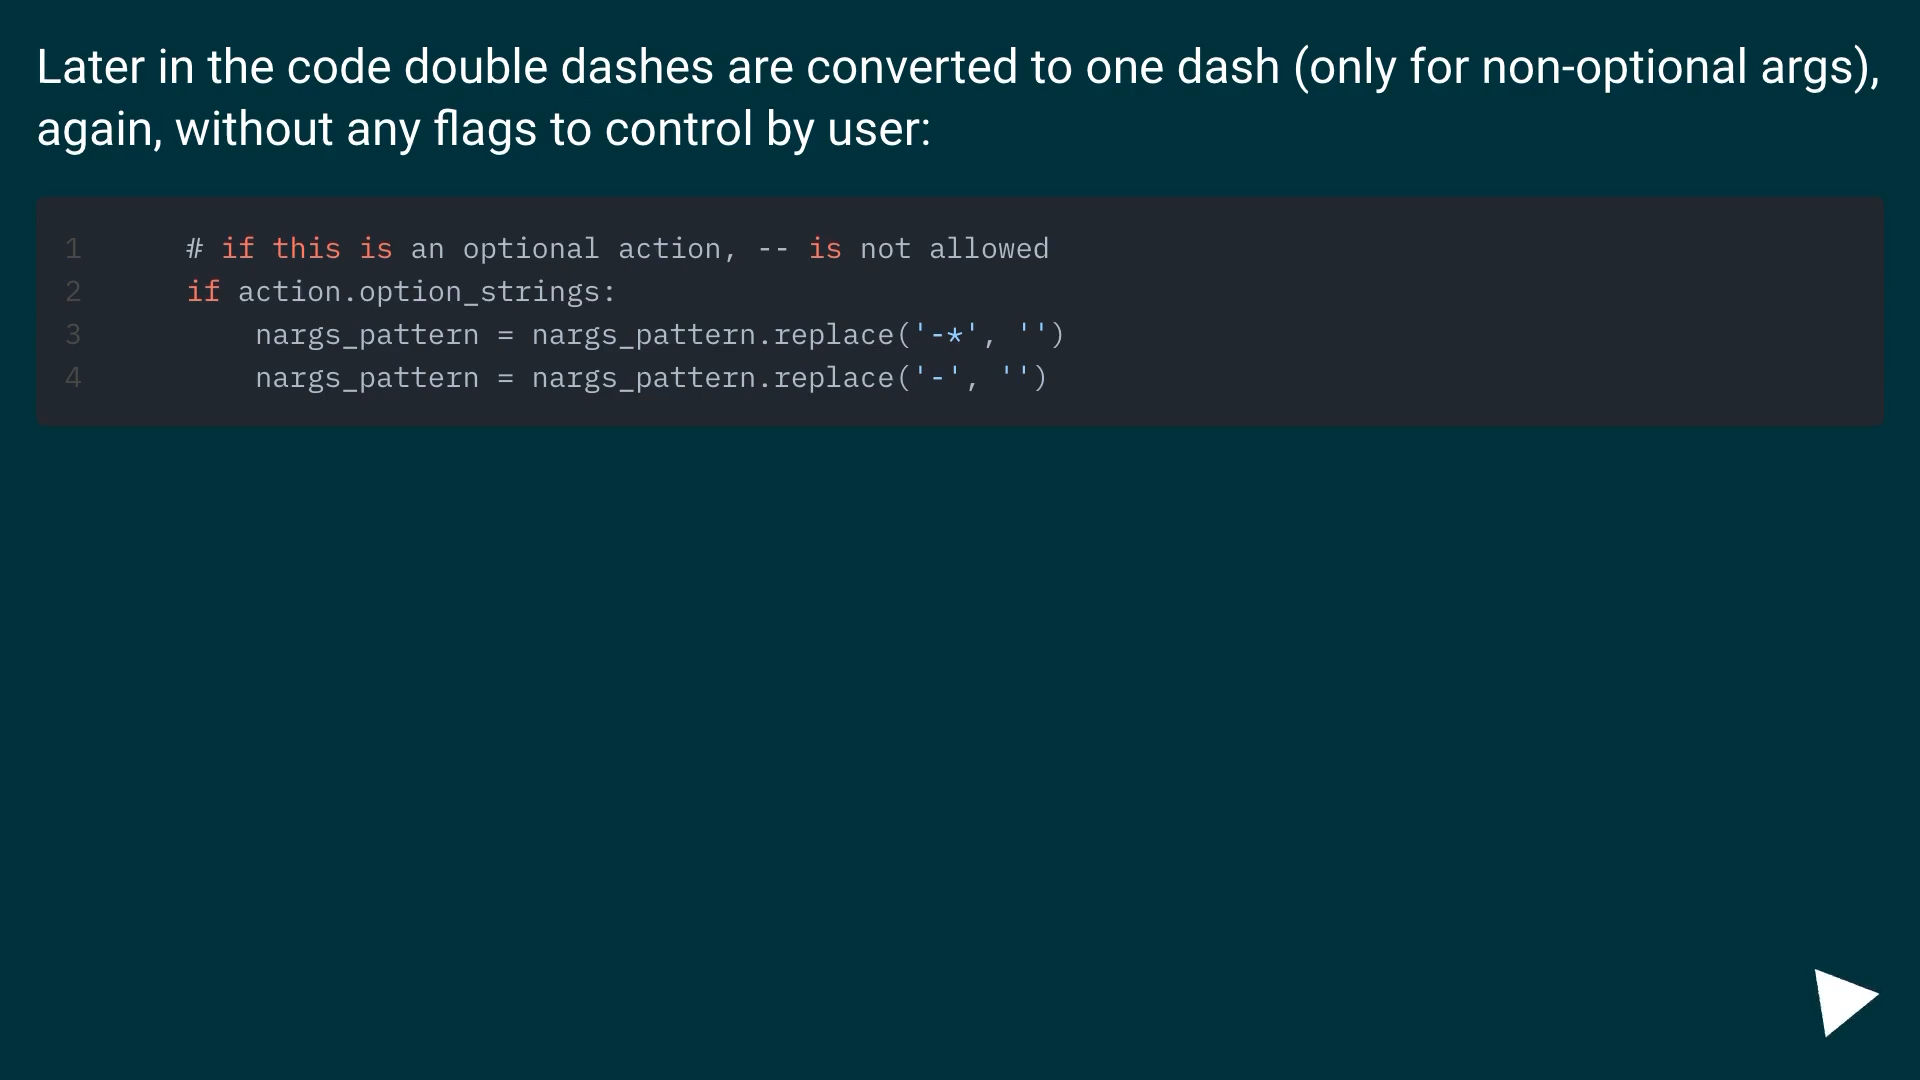 Later in the code double dashes are converted to one dash (only for non-optional args),
again, without any flags to control by user:
1 # if this is an optional action, -- is not allowed
2 if action.option_strings:
3 nargs_pattern = nargs_pattern.replace('-*', '')
4 nargs_pattern = nargs_pattern.replace('-', '')